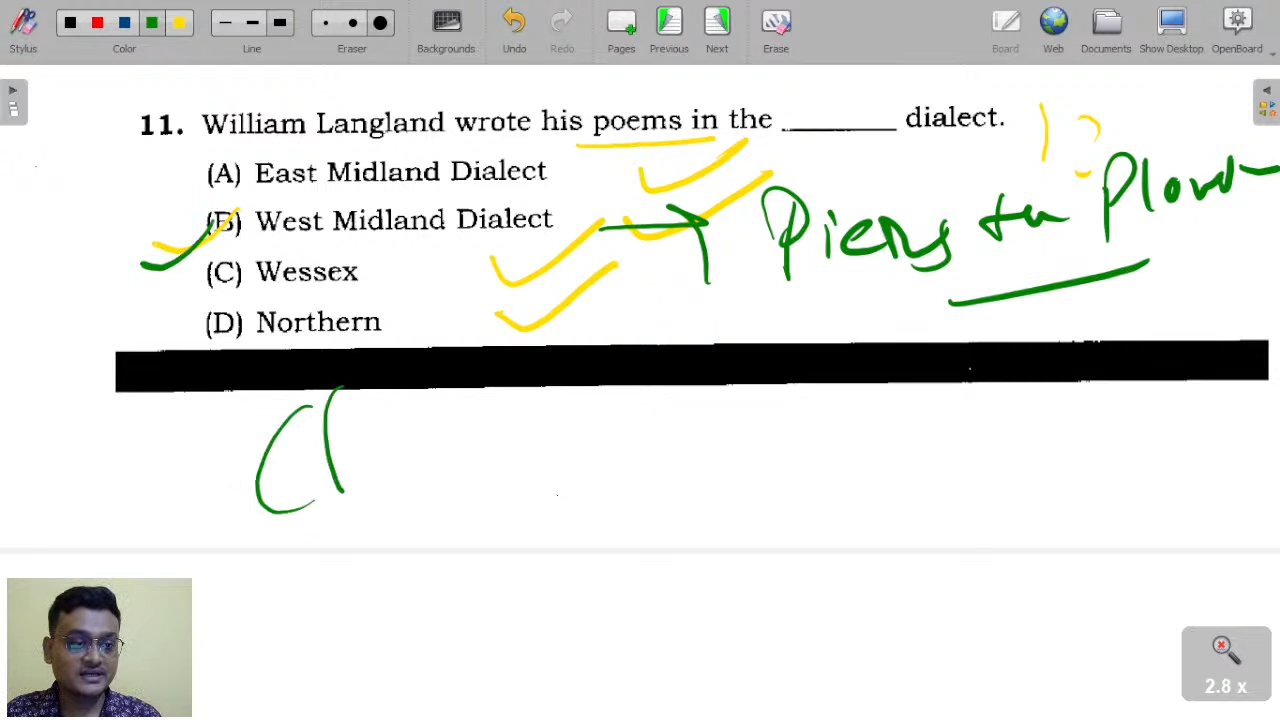 Stylus
Color
Line
Eraser
Backgrounds
Undo
Redo
Pages
Previous
Next
Erase
Board
Web
Documents
Show Desktop
OpenBoard
11. William Langland wrote his poems in the ________ dialect.
(A) East Midland Dialect
(B) West Midland Dialect
(C) Wessex
(D) Northern
Piers
2.8 x